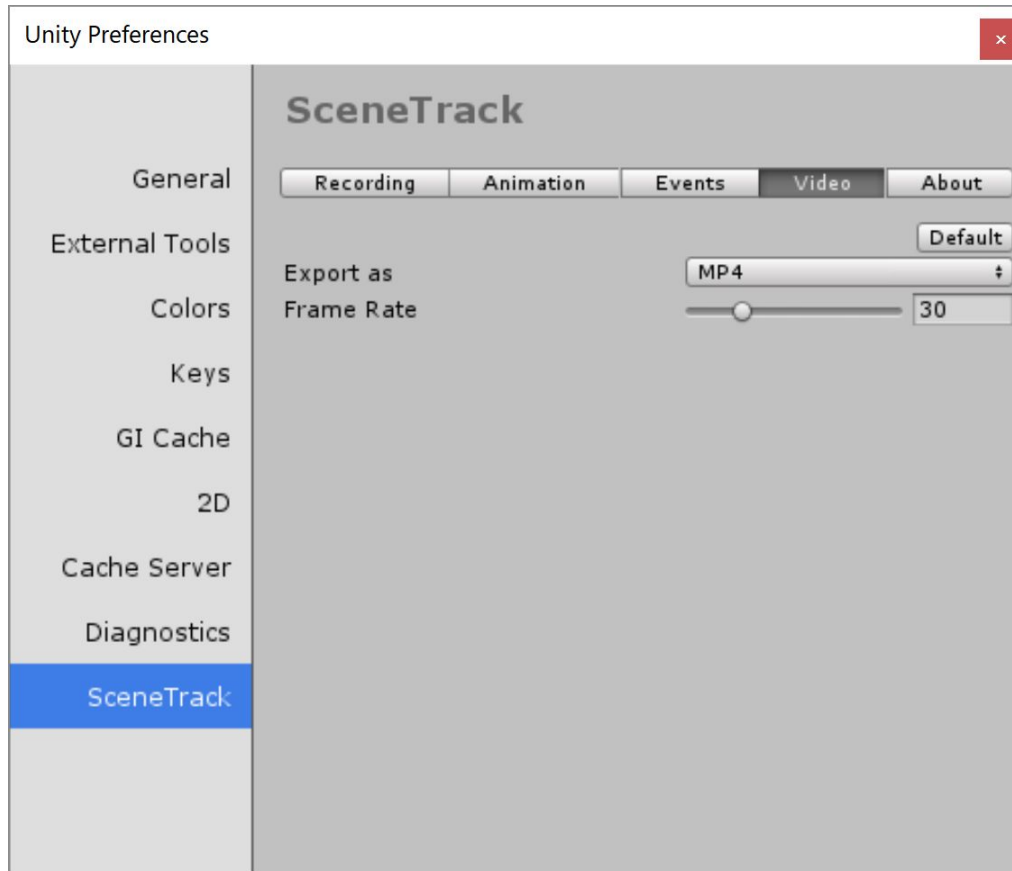 Unity Preferences
SceneTrack
General
External Tools
Colors
Keys
GI Cache
2D
Cache Server
Diagnostics
SceneTrack
Recording Animation Events Video About
Default
Export as MP4
Frame Rate 30